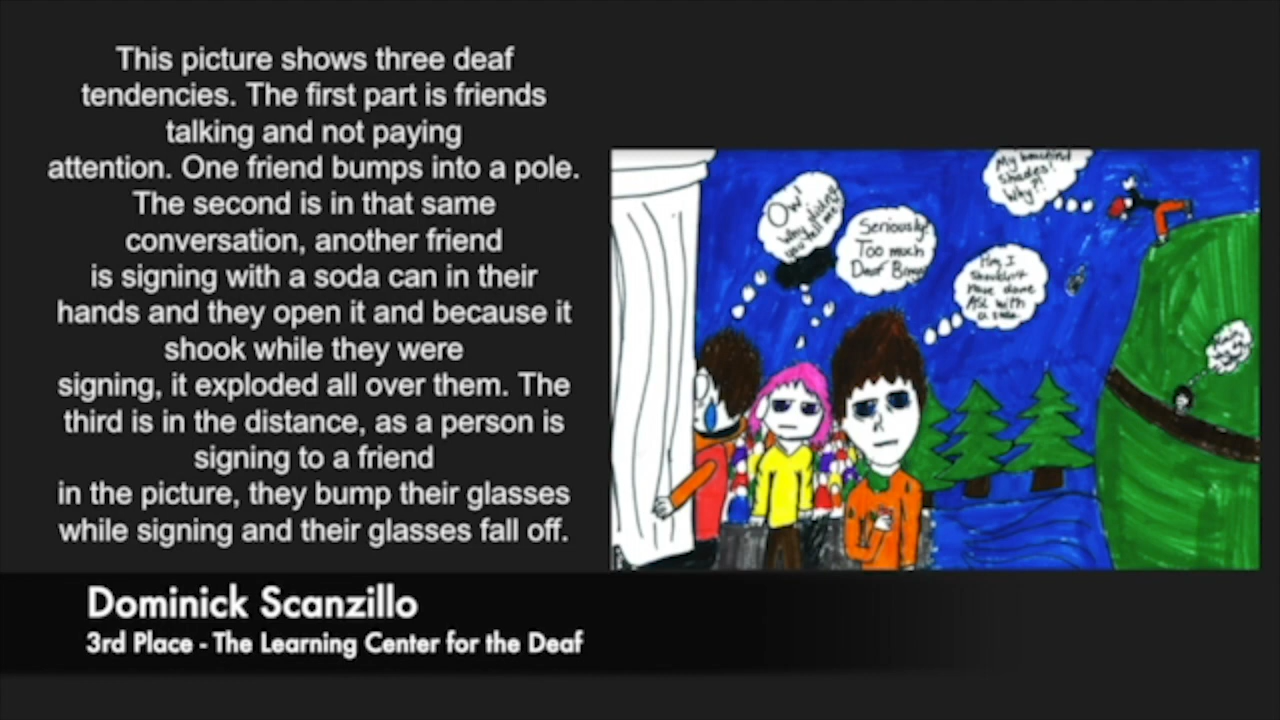 This picture shows three deaf
tendencies. The first part is friends
talking and not paying
attention. One friend bumps into a pole.
The second is in that same
conversation, another friend
is signing with a soda can in their
hands and they open it and because it
shook while they were
signing, it exploded all over them. The
third is in the distance, as a person is
signing to a friend
in the picture, they bump their glasses
while signing and their glasses fall off.
Ow!
Why didn't
you tell me!
Seriously!
Too much
Deaf
My
shades!
Why?!
I
shouldn't
have done
ASL with
a soda
Dominick Scanzillo
3rd Place - The Learning Center for the Deaf